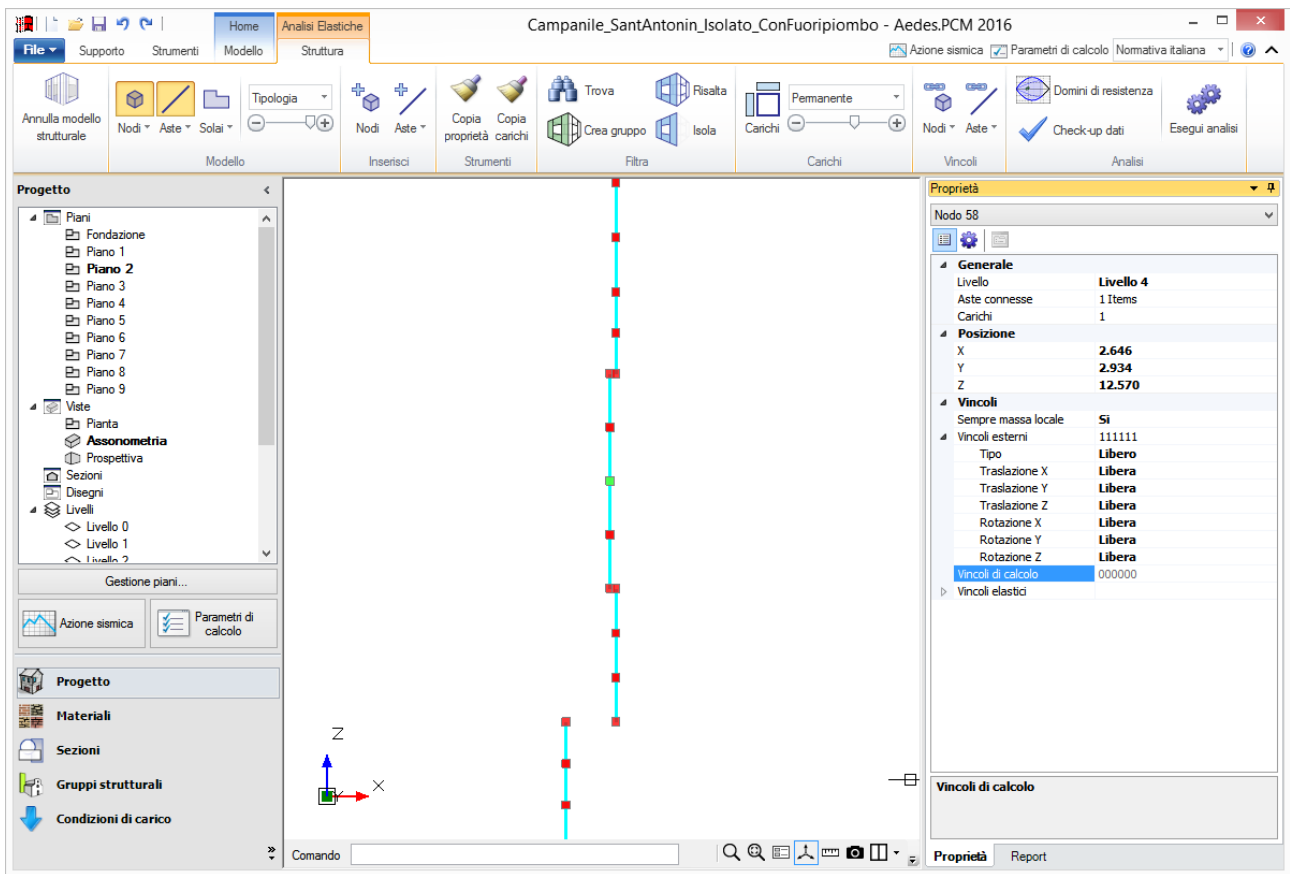 Campanile_SantAntonin_Isolato_ConFuoripiombo - Aedes.PCM 2016
Home
Analisi Elastiche
File
Supporto
Strumenti
Modello
Struttura
Azione sismica
Parametri di calcolo
Normativa italiana
Annulla modello
strutturale
Nodi
Aste
Solai
Tipologia
Modello
Nodi
Aste
Inserisci
Copia
proprietà
Copia
carichi
Strumenti
Trova
Crea gruppo
Risalta
Isola
Filtra
Carichi
Permanente
Carichi
Nodi
Aste
Vincoli
Domini di resistenza
Check-up dati
Esegui analisi
Analisi
Progetto
Piani
Fondazione
Piano 1
Piano 2
Piano 3
Piano 4
Piano 5
Piano 6
Piano 7
Piano 8
Piano 9
Viste
Pianta
Assonometria
Prospettiva
Sezioni
Disegni
Livelli
Livello 0
Livello 1
Livello 2
Gestione piani...
Azione sismica
Parametri di
calcolo
Progetto
Materiali
Sezioni
Gruppi strutturali
Condizioni di carico
Z
X
Y
Comando
Proprietà
Nodo 58
Generale
Livello Livello 4
Aste connesse 1 Items
Carichi 1
Posizione
X 2.646
Y 2.934
Z 12.570
Vincoli
Sempre massa locale Sì
Vincoli esterni 111111
Tipo Libero
Traslazione X Libera
Traslazione Y Libera
Traslazione Z Libera
Rotazione X Libera
Rotazione Y Libera
Rotazione Z Libera
Vincoli di calcolo 000000
Vincoli elastici
Vincoli di calcolo
Proprietà
Report